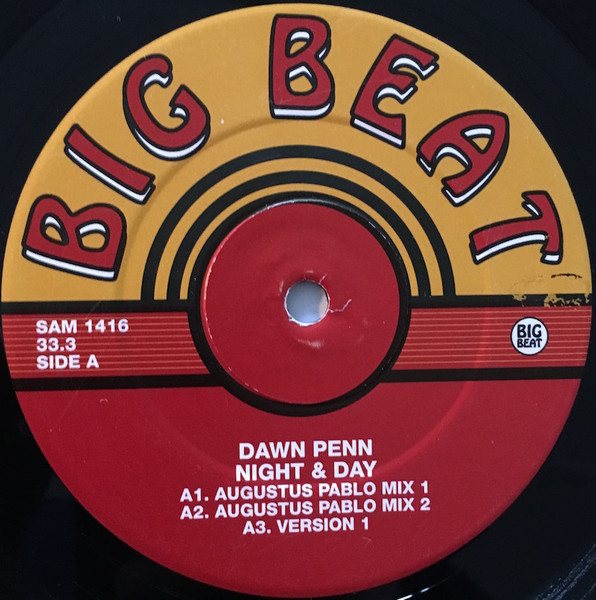 BIG BEAT
SAM 1416
33.3
SIDE A
BIG
BEAT
DAWN PENN
NIGHT & DAY
A1. AUGUSTUS PABLO MIX 1
A2. AUGUSTUS PABLO MIX 2
A3. VERSION 1